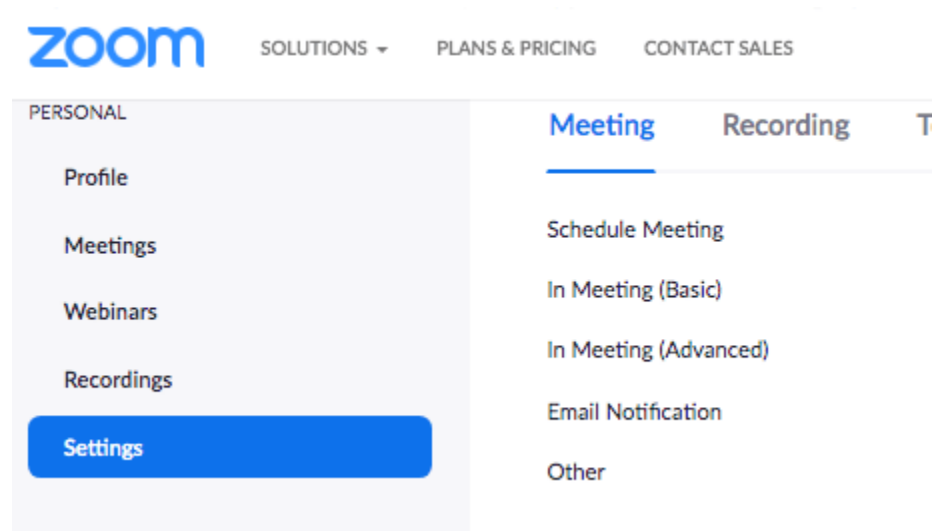 zoom SOLUTIONS PLANS & PRICING CONTACT SALES
PERSONAL
Profile
Meetings
Webinars
Recordings
Settings
Meeting Recording
Schedule Meeting
In Meeting (Basic)
In Meeting (Advanced)
Email Notification
Other